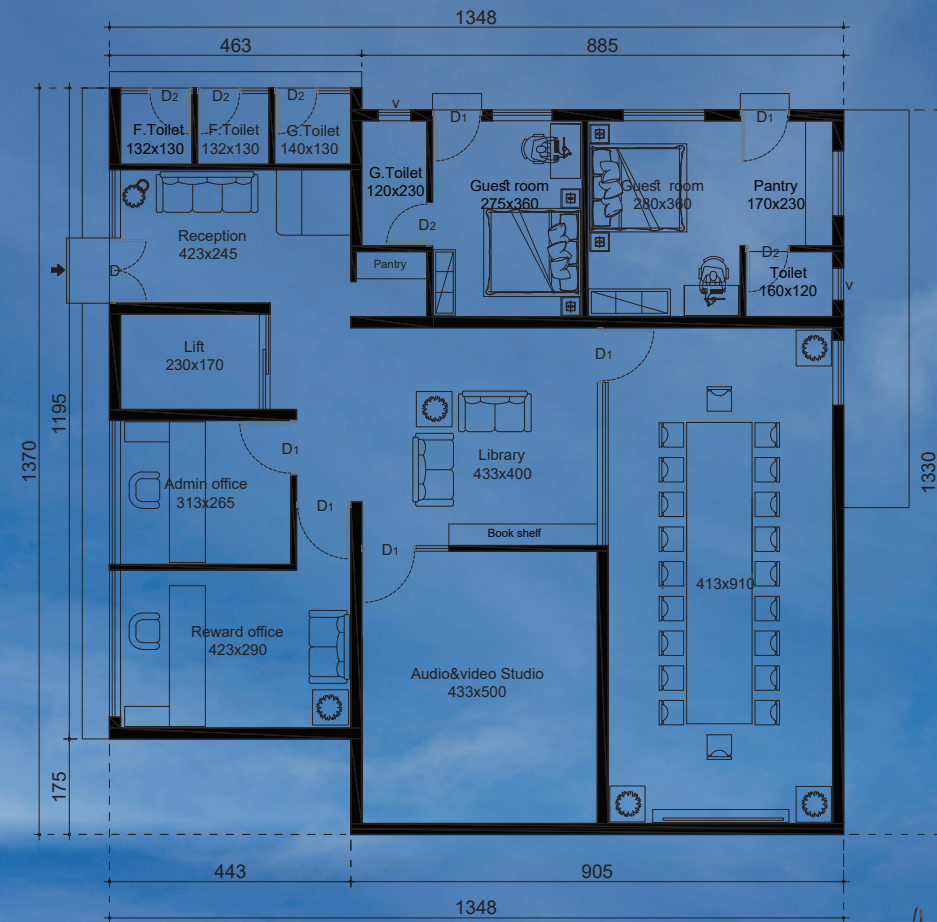 1348
463
885
D2
D2
D2
v
D1
D1
F.Toilet
132x130
F.Toilet
132x130
G.Toilet
140x130
G.Toilet
120x230
Guest room
275x360
Guest room
280x360
Pantry
170x230
D2
Reception
423x245
D
Pantry
D2
Toilet
160x120
v
Lift
230x170
D1
1195
1370
1330
D1
Library
433x400
Admin office
313x265
D1
Book shelf
D1
413x910
Reward office
423x290
Audio&video Studio
433x500
175
443
905
1348